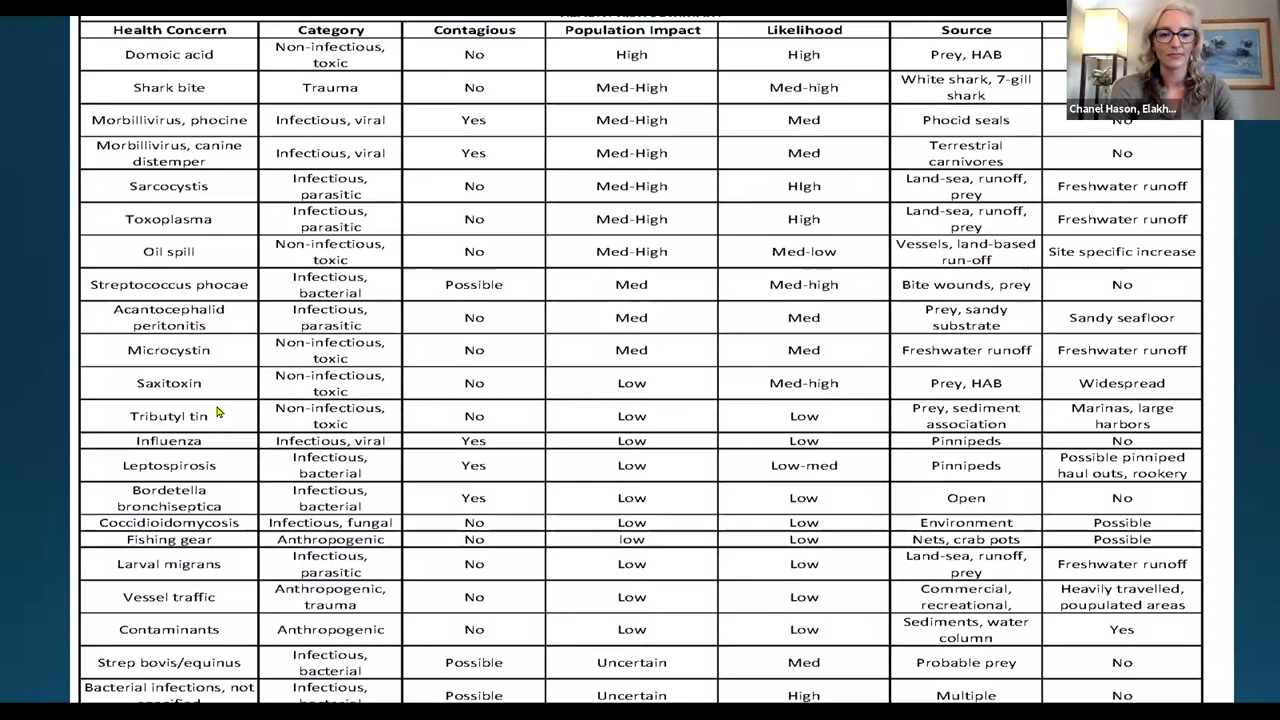 Health Concern Category Contagious Population Impact Likelihood Source
Domoic acid Non-infectious, toxic No High High Prey, HAB
Shark bite Trauma No Med-High Med-high White shark, 7-gill shark
Chanel Hason, Elakh...
Morbillivirus, phocine Infectious, viral Yes Med-High Med Phocid seals No
Morbillivirus, canine distemper Infectious, viral Yes Med-High Med Terrestrial carnivores No
Sarcocystis Infectious, parasitic No Med-High HIgh Land-sea, runoff, prey Freshwater runoff
Toxoplasma Infectious, parasitic No Med-High High Land-sea, runoff, prey Freshwater runoff
Oil spill Non-infectious, toxic No Med-High Med-low Vessels, land-based run-off Site specific increase
Streptococcus phocae Infectious, bacterial Possible Med Med-high Bite wounds, prey No
Acantocephalid peritonitis Infectious, parasitic No Med Med Prey, sandy substrate Sandy seafloor
Microcystin Non-infectious, toxic No Med Med Freshwater runoff Freshwater runoff
Saxitoxin Non-infectious, toxic No Low Med-high Prey, HAB Widespread
Tributyl tin Non-infectious, toxic No Low Low Prey, sediment association Marinas, large harbors
Influenza Infectious, viral Yes Low Low Pinnipeds No
Leptospirosis Infectious, bacterial Yes Low Low-med Pinnipeds Possible pinniped haul outs, rookery
Bordetella bronchiseptica Infectious, bacterial Yes Low Low Open No
Coccidioidomycosis Infectious, fungal No Low Low Environment Possible
Fishing gear Anthropogenic No low Low Nets, crab pots Possible
Larval migrans Infectious, parasitic No Low Low Land-sea, runoff, prey Freshwater runoff
Vessel traffic Anthropogenic, trauma No Low Low Commercial, recreational, Heavily travelled, poupulated areas
Contaminants Anthropogenic No Low Low Sediments, water column Yes
Strep bovis/equinus Infectious, bacterial Possible Uncertain Med Probable prey No
Bacterial infections, not Infectious, Possible Uncertain High Multiple No